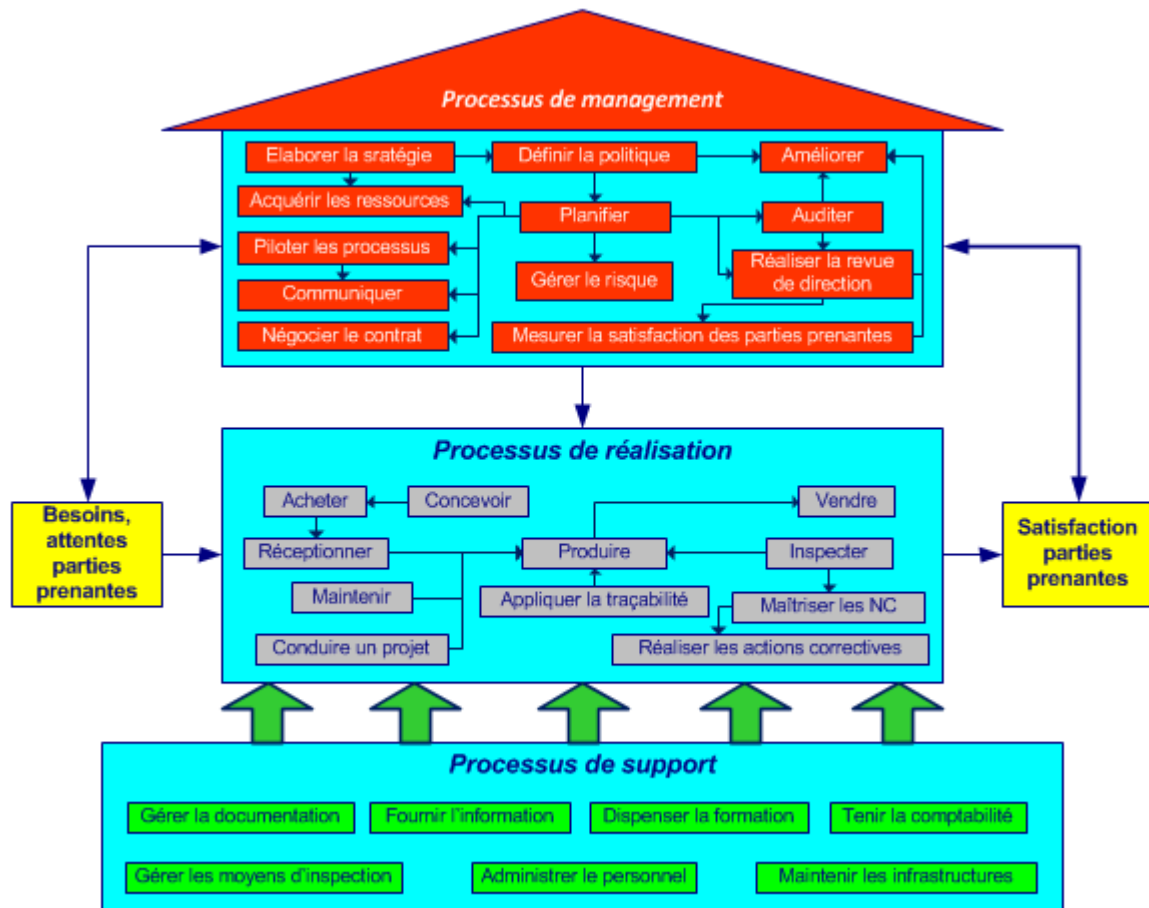 Processus de management
Elaborer la sratégie
Définir la politique
Améliorer
Acquérir les ressources
Planifier
Auditer
Piloter les processus
Gérer le risque
Réaliser la revue
de direction
Communiquer
Négocier le contrat
Mesurer la satisfaction des parties prenantes
Processus de réalisation
Acheter
Concevoir
Vendre
Besoins,
attentes
parties
prenantes
Réceptionner
Produire
Inspecter
Satisfaction
parties
prenantes
Maintenir
Appliquer la traçabilité
Maîtriser les NC
Conduire un projet
Réaliser les actions correctives
Processus de support
Gérer la documentation
Fournir l'information
Dispenser la formation
Tenir la comptabilité
Gérer les moyens d'inspection
Administrer le personnel
Maintenir les infrastructures